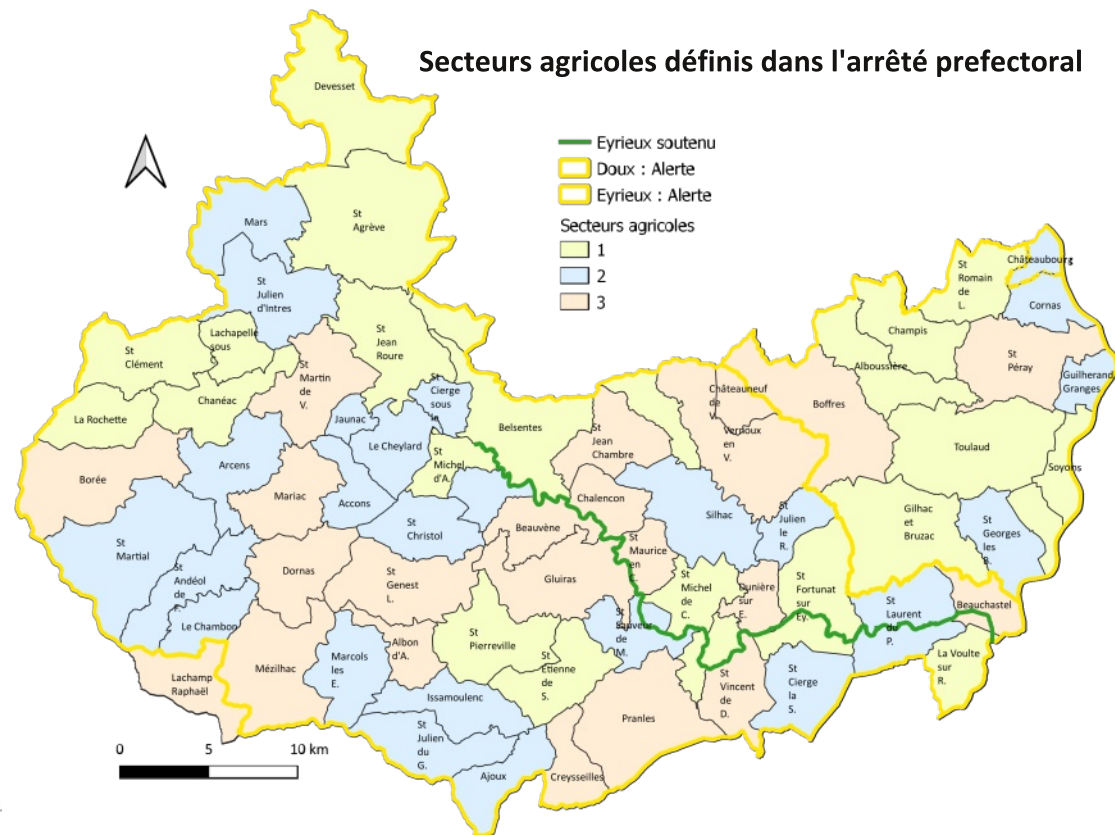 Secteurs agricoles définis dans l'arrêté prefectoral
Eyrieux soutenu
Doux : Alerte
Eyrieux : Alerte
Secteurs agricoles
1
2
3
Devesset
St
Agrève
Mars
St
Julien
d'Intres
St
Clément
Lachapelle
sous
C.
St
Jean
Roure
St
Martin
de
V.
Chanéac
La Rochette
Borée
Arcens
Jaunac
Le Cheylard
St
Cierge
sous
le
Belsentes
St
Michel
d'A.
Mariac
Accons
St
Christol
Beauvène
Chalencon
St
Jean
Chambre
Châteauneuf
de
V.
Vernoux
en
V.
Boffres
Alboussière
Champis
St
Romain
de
L.
Châteaubourg
Cornas
St
Péray
Guilherand
Granges
Toulaud
Soyons
Gilhac
et
Bruzac
St
Georges
les
B.
Silhac
St
Julien
le
R.
St
Maurice
en
C.
St
Martial
St
Andéol
de
F.
Le Chambon
Dornas
St
Genest
L.
Gluiras
St
Michel
de
C.
Dunière
sur
E.
St
Fortunat
sur
Ey.
St
Laurent
du
P.
Beauchastel
La Voulte
sur
R.
Lachamp
Raphaël
Mézilhac
Marcols
les
E.
Albon
d'A.
St
Pierreville
St
Etienne
de
S.
St
Sauveur
de
M.
Issamoulenc
St
Julien
du
G.
Ajoux
Creysseilles
Pranles
St
Vincent
de
D.
St
Cierge
la
S.
0 5 10 km